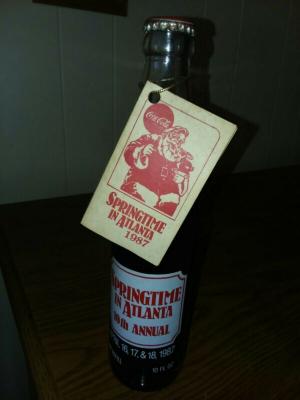 Coca-Cola
SPRINGTIME
IN ATLANTA
1987
SPRINGTIME
IN ATLANTA
10th ANNUAL
16, 17, & 18, 1987
10 FL OZ